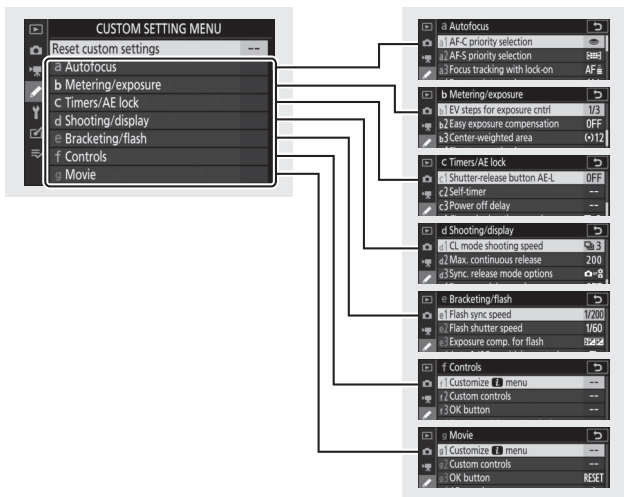 CUSTOM SETTING MENU
Reset custom settings --
a Autofocus
b Metering/exposure
c Timers/AE lock
d Shooting/display
e Bracketing/flash
f Controls
g Movie
a Autofocus
a1 AF-C priority selection
a2 AF-S priority selection
a3 Focus tracking with lock-on AF
b Metering/exposure
b1 EV steps for exposure cntrl 1/3
b2 Easy exposure compensation OFF
b3 Center-weighted area (•)12
c Timers/AE lock
c1 Shutter-release button AE-L OFF
c2 Self-timer --
c3 Power off delay --
d Shooting/display
d1 CL mode shooting speed 3
d2 Max. continuous release 200
d3 Sync. release mode options
e Bracketing/flash
e1 Flash sync speed 1/200
e2 Flash shutter speed 1/60
e3 Exposure comp. for flash
f Controls
f1 Customize i menu --
f2 Custom controls --
f3 OK button --
g Movie
g1 Customize i menu --
g2 Custom controls --
g3 OK button RESET